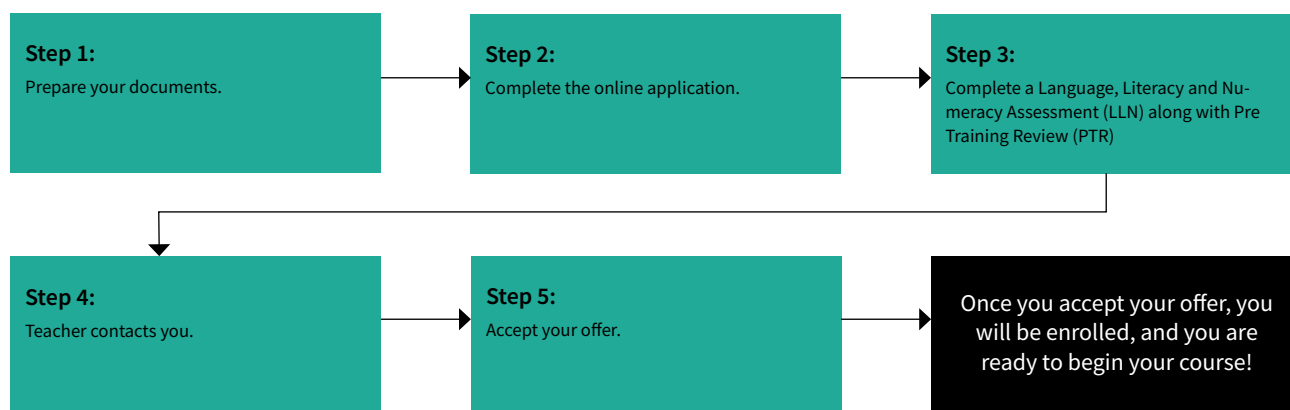 Step 1:
Prepare your documents.
Step 2:
Complete the online application.
Step 3:
Complete a Language, Literacy and Nu-
meracy Assessment (LLN) along with Pre
Training Review (PTR)
Step 4:
Teacher contacts you.
Step 5:
Accept your offer.
Once you accept your offer, you
will be enrolled, and you are
ready to begin your course!